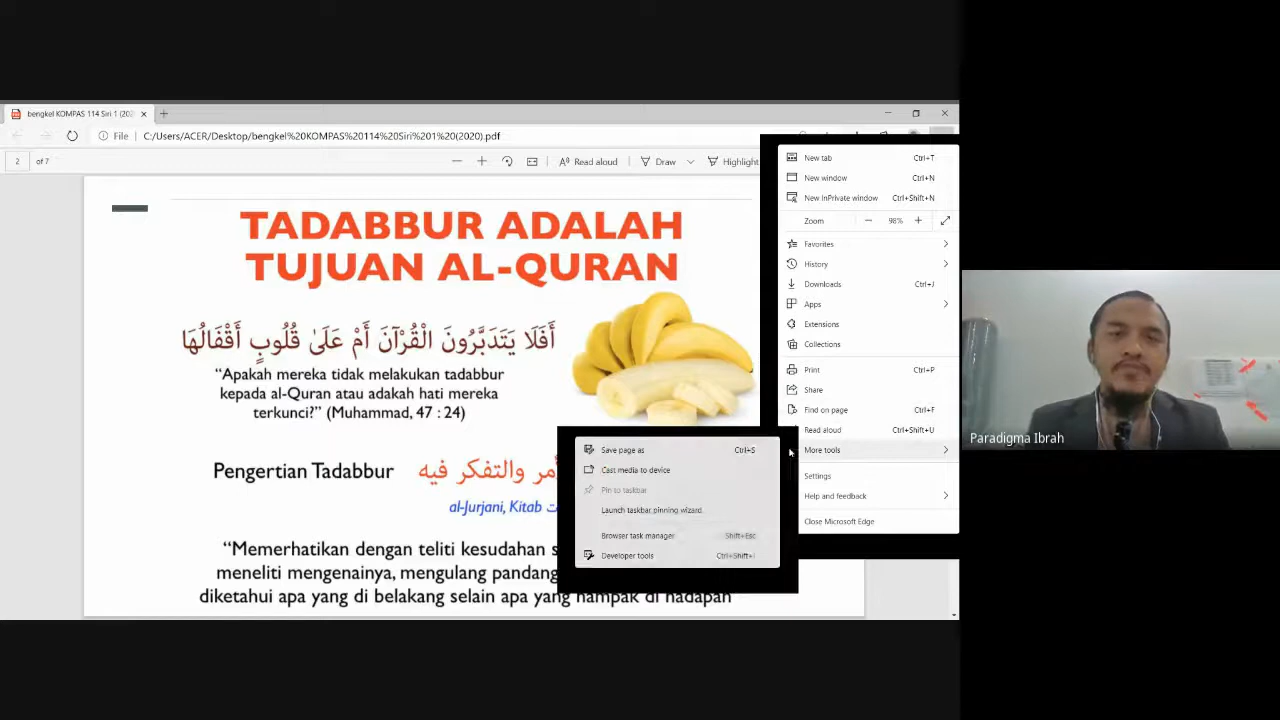 bengkel KOMPAS 114 Siri 1 (202
File
C:/Users/ACER/Desktop/bengkel%20KOMPAS%20114%20Siri%201%20(2020).pdf
2 of 7
Read aloud
Draw
Highlight
TADABBUR ADALAH
TUJUAN AL-QURAN
أَفَلَا يَتَدَبَّرُونَ الْقُرْآنَ أَمْ عَلَىٰ قُلُوبٍ أَقْفَالُهَا
“Apakah mereka tidak melakukan tadabbur
kepada al-Quran atau adakah hati mereka
terkunci?” (Muhammad, 47 : 24)
Pengertian Tadabbur
والتفكر فيه
al-Jurjani, Kitab
“Memerhatikan dengan teliti kesudahan s
meneliti mengenainya, mengulang pandang
diketahui apa yang di belakang selain apa yang nampak di hadapan
New tab Ctrl+T
New window Ctrl+N
New InPrivate window Ctrl+Shift+N
Zoom 98%
Favorites
History
Downloads Ctrl+J
Apps
Extensions
Collections
Print Ctrl+P
Share
Find on page Ctrl+F
Read aloud Ctrl+Shift+U
More tools
Settings
Help and feedback
Close Microsoft Edge
Save page as Ctrl+S
Cast media to device
Pin to taskbar
Launch taskbar pinning wizard
Browser task manager Shift+Esc
Developer tools Ctrl+Shift+I
Paradigma Ibrah